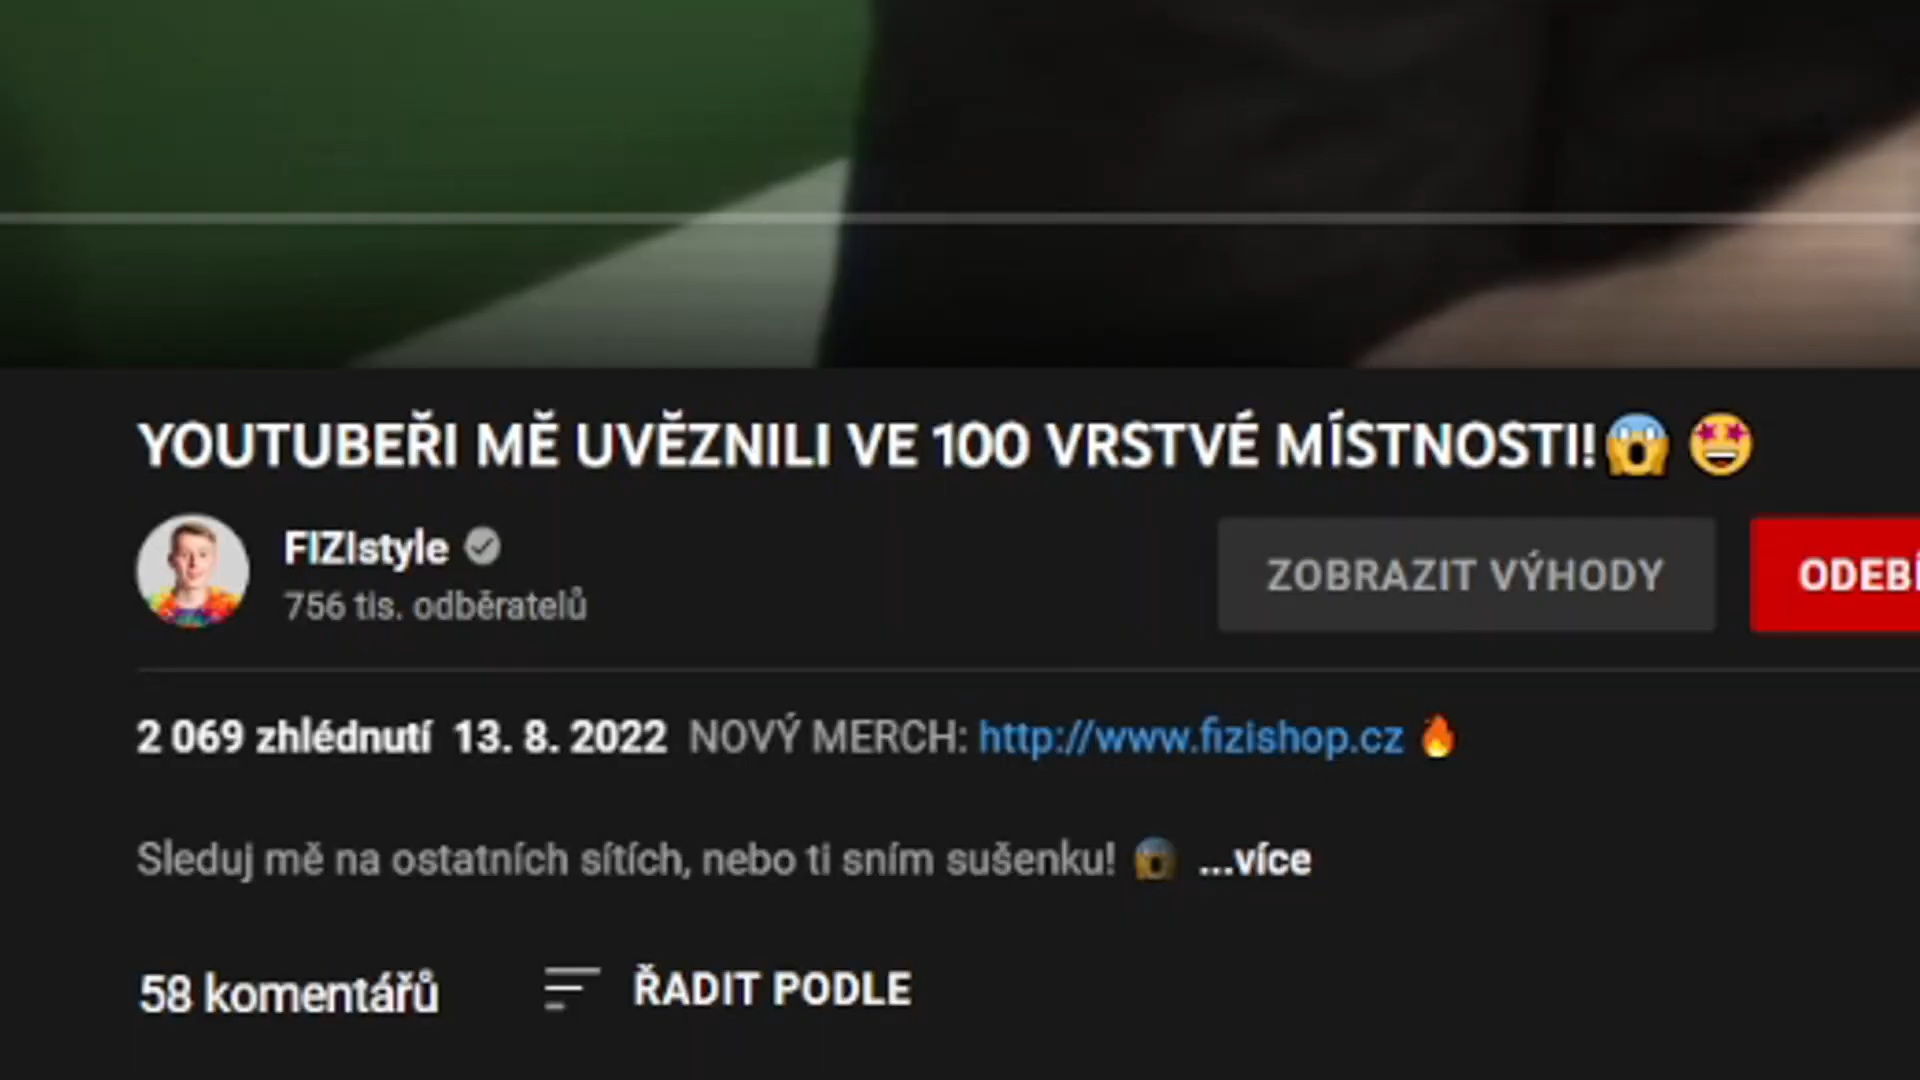 YOUTUBEŘI MĚ UVĚZNILI VE 100 VRSTVÉ MÍSTNOSTI!😱 🤩
FIZIstyle
756 tis. odběratelů
ZOBRAZIT VÝHODY
ODEBÍ
2 069 zhlédnutí 13. 8. 2022 NOVÝ MERCH: http://www.fizishop.cz 🔥
Sleduj mě na ostatních sítích, nebo ti sním sušenku! 😱 ...více
58 komentářů
ŘADIT PODLE